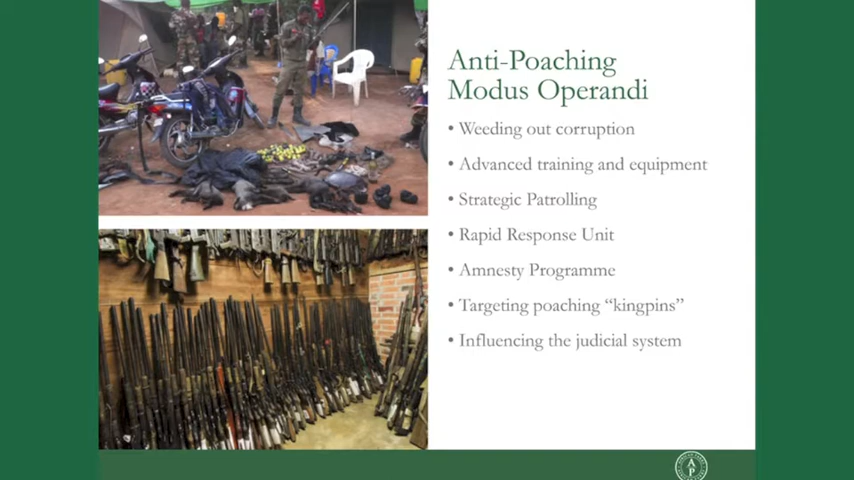 Anti-Poaching
Modus Operandi
• Weeding out corruption
• Advanced training and equipment
• Strategic Patrolling
• Rapid Response Unit
• Amnesty Programme
• Targeting poaching “kingpins”
• Influencing the judicial system
AP